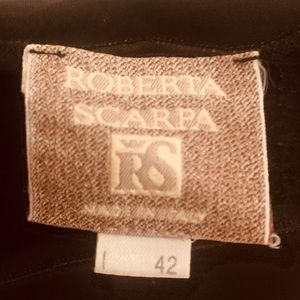 ROBERTA
SCARPA
RS
MADE IN ITALY
I 42